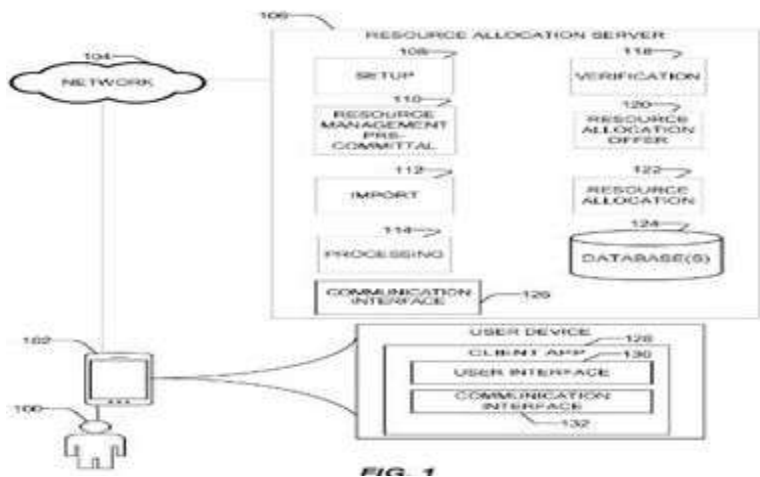 106
RESOURCE ALLOCATION SERVER
104
NETWORK
108
SETUP
118
VERIFICATION
110
RESOURCE
MANAGEMENT
PRE-
COMMITTAL
120
RESOURCE
ALLOCATION
OFFER
112
IMPORT
122
RESOURCE
ALLOCATION
114
PROCESSING
124
DATABASE(S)
COMMUNICATION
INTERFACE
126
USER DEVICE
128
CLIENT APP
130
USER INTERFACE
COMMUNICATION
INTERFACE
132
102
100
FIG. 1